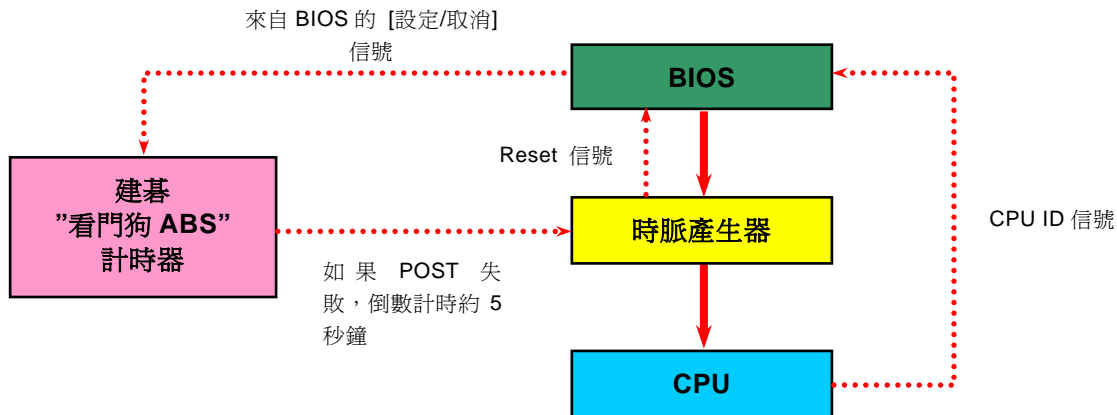 來自 BIOS 的 [設定/取消]
信號
BIOS
Reset 信號
建碁
”看門狗 ABS”
計時器
時脈產生器
CPU ID 信號
如果 POST 失
敗，倒數計時約 5
秒鐘
CPU